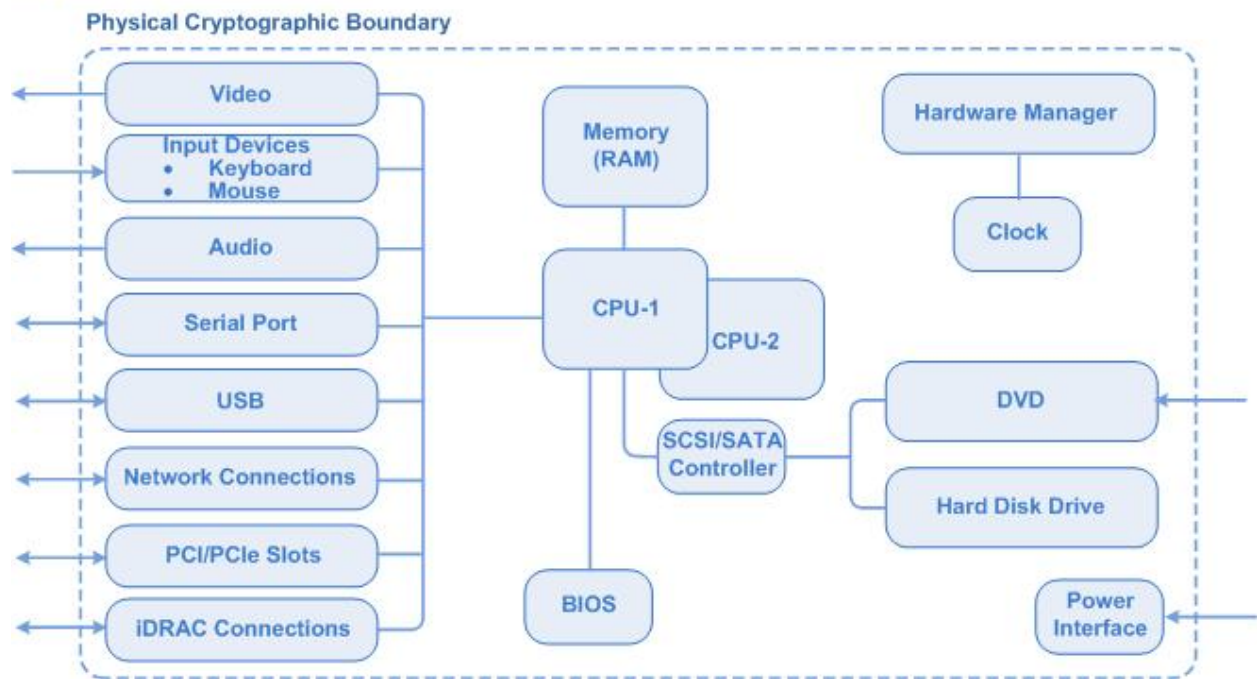 Physical Cryptographic Boundary
Video
Input Devices
• Keyboard
• Mouse
Audio
Serial Port
USB
Network Connections
PCI/PCIe Slots
iDRAC Connections
Memory
(RAM)
CPU-1
CPU-2
SCSI/SATA
Controller
BIOS
Hardware Manager
Clock
DVD
Hard Disk Drive
Power
Interface